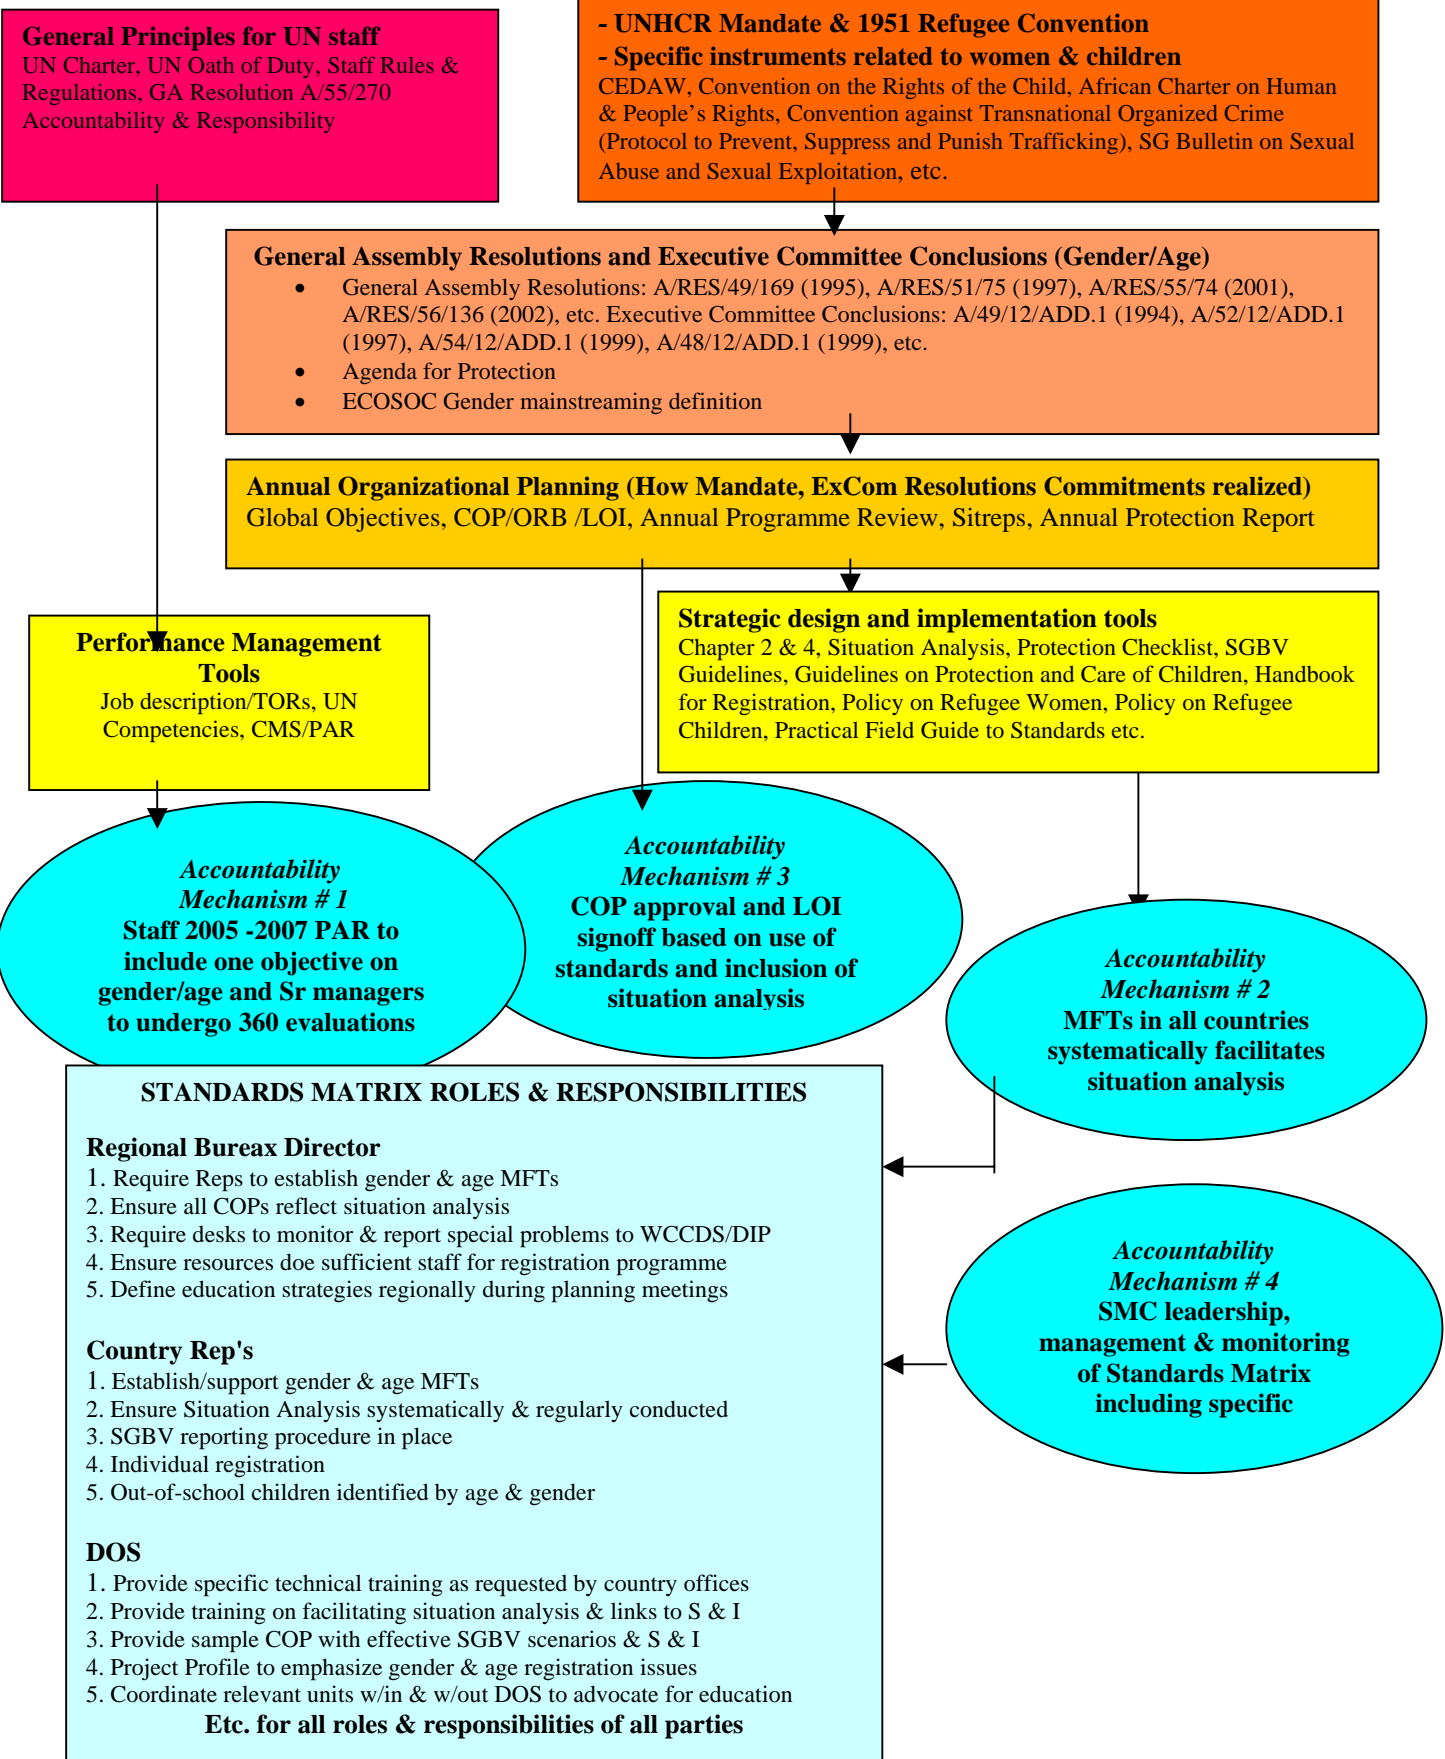 General Principles for UN staff
UN Charter, UN Oath of Duty, Staff Rules &
Regulations, GA Resolution A/55/270
Accountability & Responsibility
- UNHCR Mandate & 1951 Refugee Convention
- Specific instruments related to women & children
CEDAW, Convention on the Rights of the Child, African Charter on Human
& People's Rights, Convention against Transnational Organized Crime
(Protocol to Prevent, Suppress and Punish Trafficking), SG Bulletin on Sexual
Abuse and Sexual Exploitation, etc.
General Assembly Resolutions and Executive Committee Conclusions (Gender/Age)
• General Assembly Resolutions: A/RES/49/169 (1995), A/RES/51/75 (1997), A/RES/55/74 (2001),
A/RES/56/136 (2002), etc. Executive Committee Conclusions: A/49/12/ADD.1 (1994), A/52/12/ADD.1
(1997), A/54/12/ADD.1 (1999), A/48/12/ADD.1 (1999), etc.
• Agenda for Protection
• ECOSOC Gender mainstreaming definition
Annual Organizational Planning (How Mandate, ExCom Resolutions Commitments realized)
Global Objectives, COP/ORB /LOI, Annual Programme Review, Sitreps, Annual Protection Report
Performance Management
Tools
Job description/TORs, UN
Competencies, CMS/PAR
Strategic design and implementation tools
Chapter 2 & 4, Situation Analysis, Protection Checklist, SGBV
Guidelines, Guidelines on Protection and Care of Children, Handbook
for Registration, Policy on Refugee Women, Policy on Refugee
Children, Practical Field Guide to Standards etc.
Accountability
Mechanism # 1
Staff 2005 -2007 PAR to
include one objective on
gender/age and Sr managers
to undergo 360 evaluations
Accountability
Mechanism # 3
COP approval and LOI
signoff based on use of
standards and inclusion of
situation analysis
Accountability
Mechanism # 2
MFTs in all countries
systematically facilitates
situation analysis
STANDARDS MATRIX ROLES & RESPONSIBILITIES
Regional Bureax Director
1. Require Reps to establish gender & age MFTs
2. Ensure all COPs reflect situation analysis
3. Require desks to monitor & report special problems to WCCDS/DIP
4. Ensure resources doe sufficient staff for registration programme
5. Define education strategies regionally during planning meetings
Country Rep's
1. Establish/support gender & age MFTs
2. Ensure Situation Analysis systematically & regularly conducted
3. SGBV reporting procedure in place
4. Individual registration
5. Out-of-school children identified by age & gender
DOS
1. Provide specific technical training as requested by country offices
2. Provide training on facilitating situation analysis & links to S & I
3. Provide sample COP with effective SGBV scenarios & S & I
4. Project Profile to emphasize gender & age registration issues
5. Coordinate relevant units w/in & w/out DOS to advocate for education
Etc. for all roles & responsibilities of all parties
Accountability
Mechanism # 4
SMC leadership,
management & monitoring
of Standards Matrix
including specific